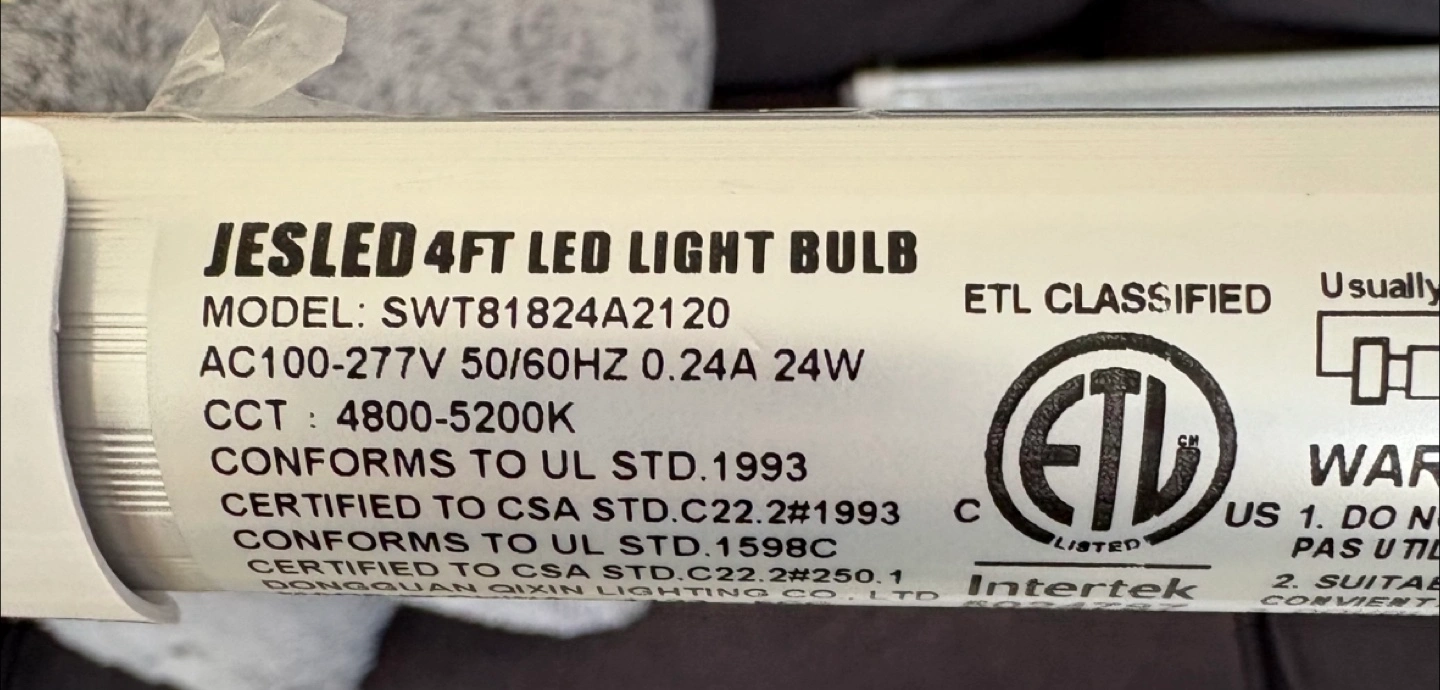 JESLED 4FT LED LIGHT BULB
MODEL: SWT81824A2120
AC100-277V 50/60HZ 0.24A 24W
CCT : 4800-5200K
CONFORMS TO UL STD.1993
CERTIFIED TO CSA STD.C22.2#1993
CONFORMS TO UL STD.1598C
CERTIFIED TO CSA STD.C22.2#250.1
DONGGUAN QIXIN LIGHTING CO., LTD
ETL CLASSIFIED
ETL CM
C US
LISTED
Intertek
Usually
WAR
1. DO N
PAS UTIL
2. SUITAB
CONVIENT